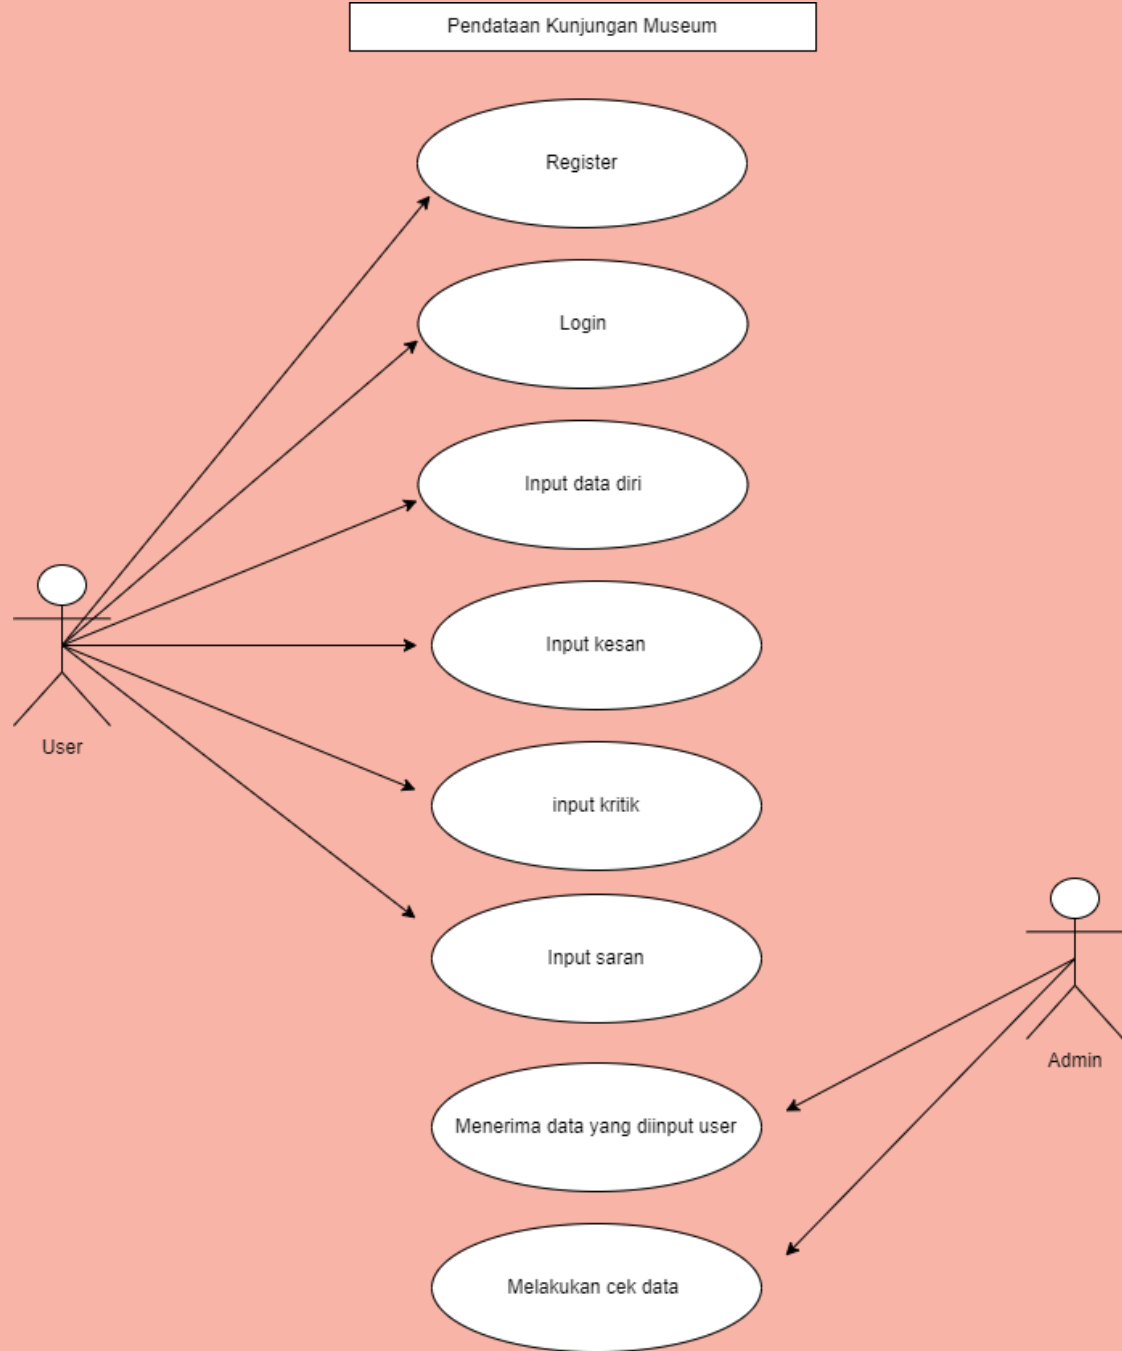 Pendataan Kunjungan Museum
Register
Login
Input data diri
Input kesan
User
input kritik
Input saran
Admin
Menerima data yang diinput user
Melakukan cek data